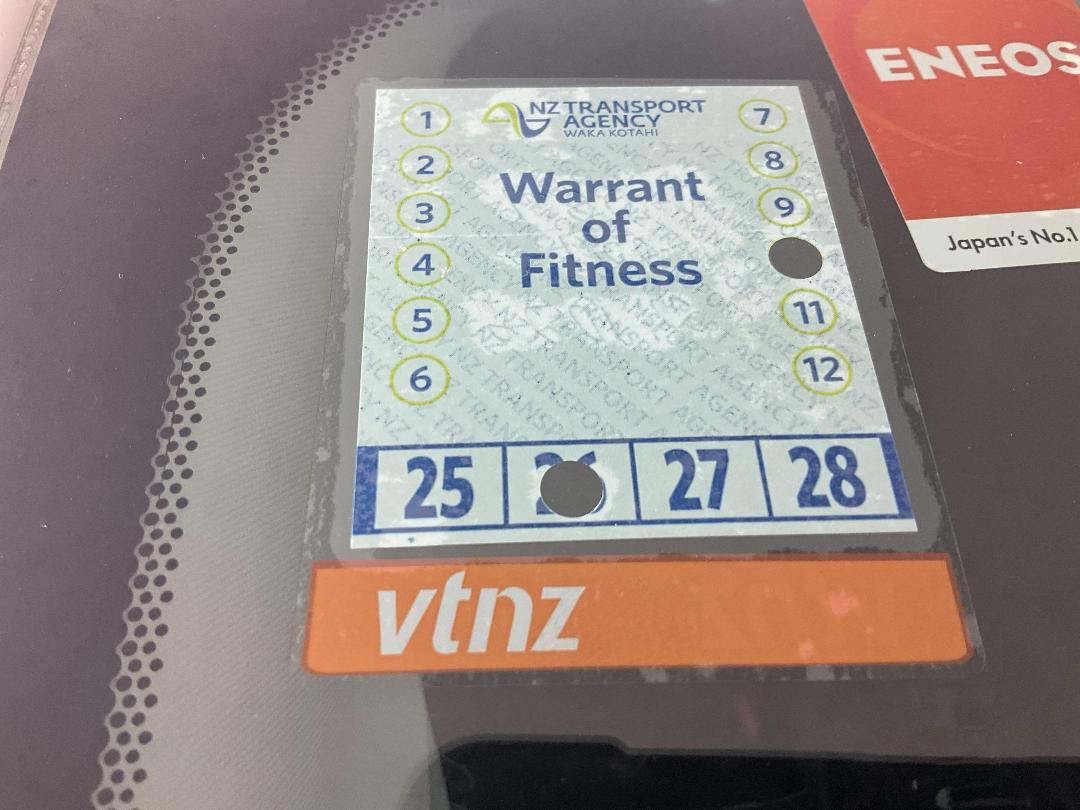 NZ TRANSPORT
AGENCY
WAKA KOTAHI
Warrant
of
Fitness
1
2
3
4
5
6
7
8
9
11
12
25
27 28
vtnz
ENEOS
Japan's No.1